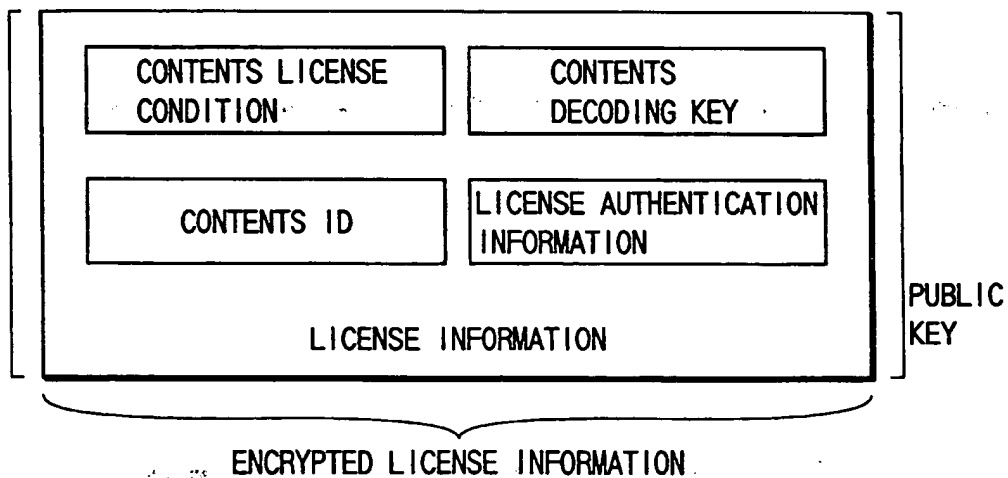 CONTENTS LICENSE
CONDITION
CONTENTS
DECODING KEY
CONTENTS ID
LICENSE AUTHENTICATION
INFORMATION
LICENSE INFORMATION
PUBLIC
KEY
ENCRYPTED LICENSE INFORMATION